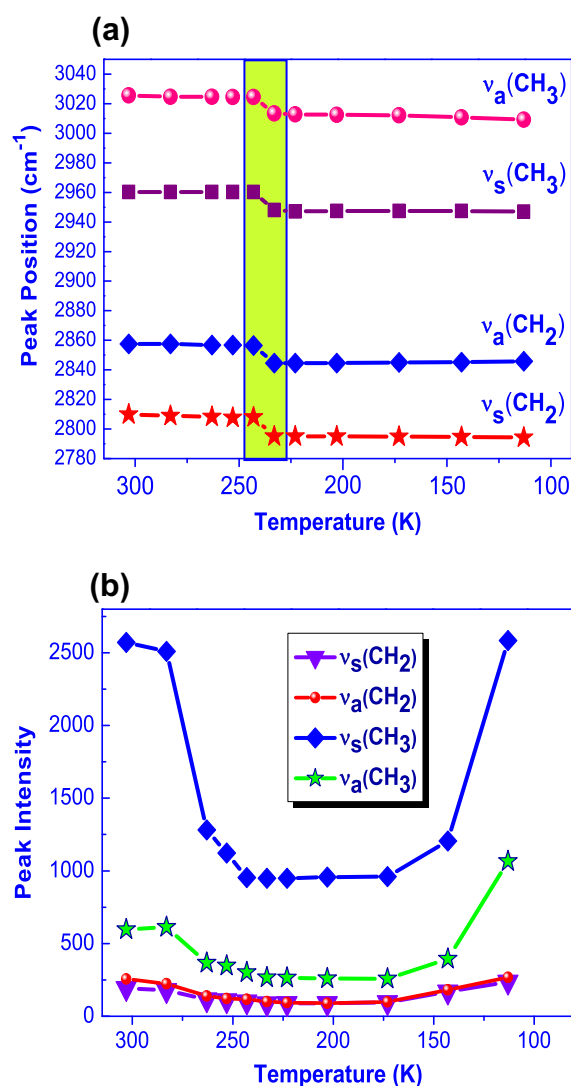 (a)
3040
3020
3000
2980
2960
2940
2920
2900
2880
2860
2840
2820
2800
2780
Peak Position (cm⁻¹)
νa(CH3)
νs(CH3)
νa(CH2)
νs(CH2)
300 250 200 150 100
Temperature (K)
(b)
2500
2000
1500
1000
500
0
Peak Intensity
νs(CH2)
νa(CH2)
νs(CH3)
νa(CH3)
300 250 200 150 100
Temperature (K)